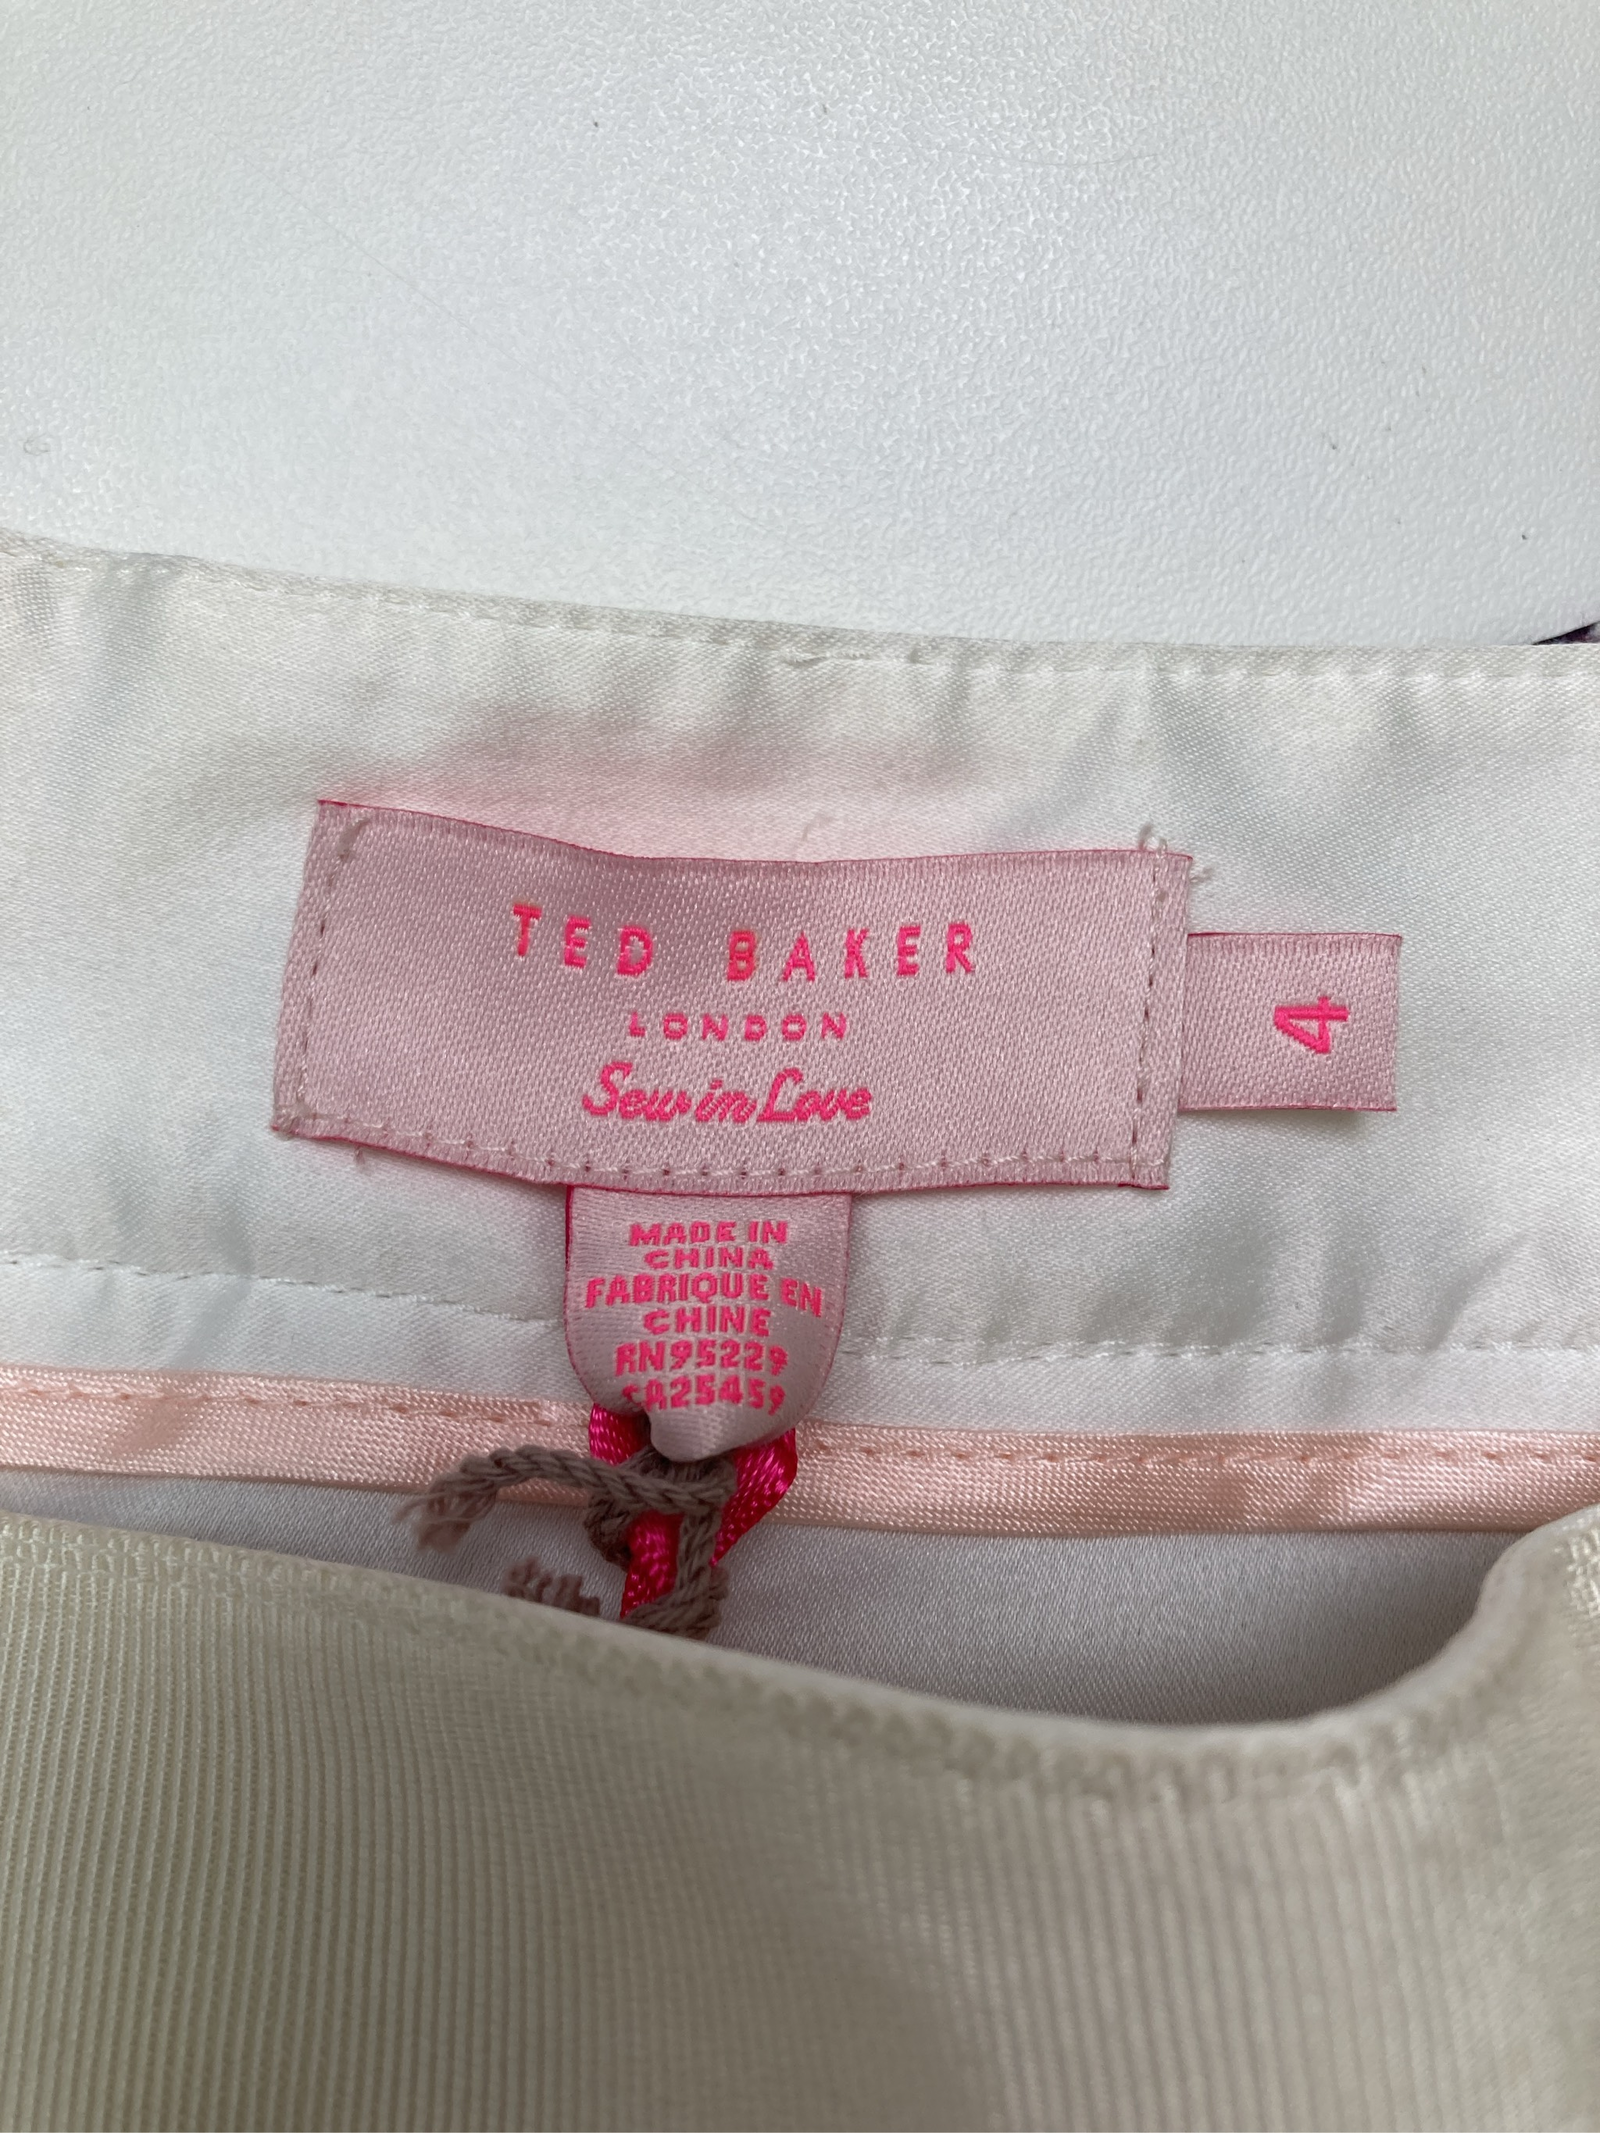 TED BAKER
LONDON
Sew in Love
4
MADE IN
CHINA
FABRIQUE EN
CHINE
RN95229
CA25459